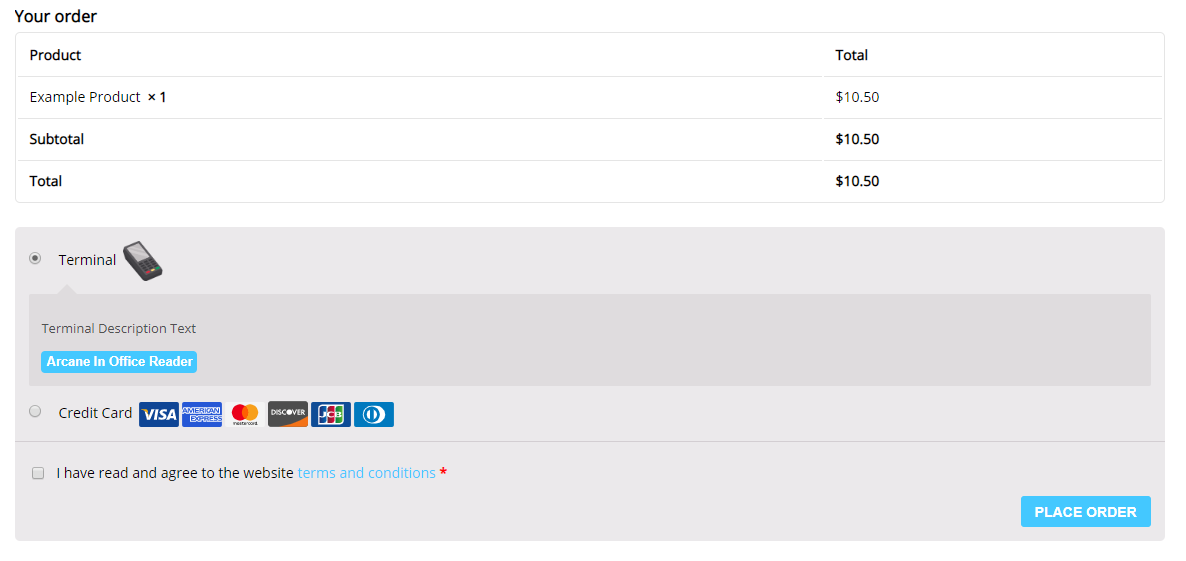 Your order
Product Total
Example Product × 1 $10.50
Subtotal $10.50
Total $10.50
Terminal
Terminal Description Text
Arcane In Office Reader
Credit Card VISA AMERICAN EXPRESS mastercard DISCOVER JCB
I have read and agree to the website terms and conditions *
PLACE ORDER